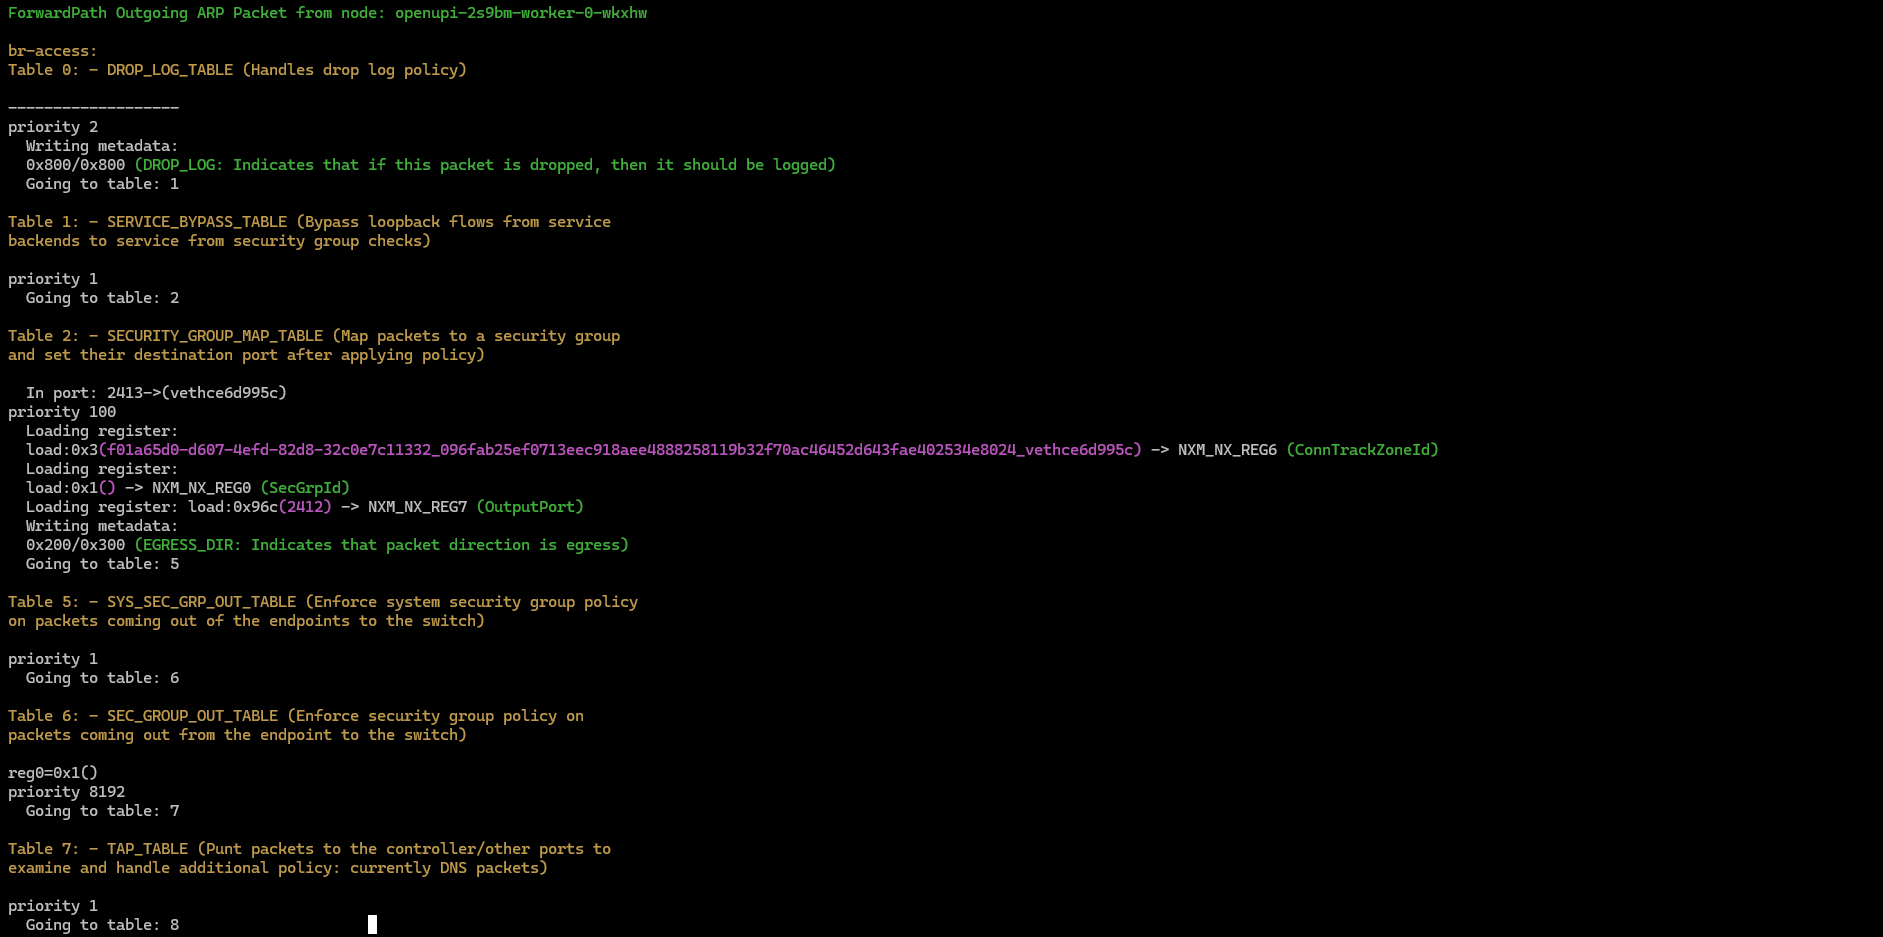 ForwardPath Outgoing ARP Packet from node: openupi-2s9bm-worker-0-wkxhw
br-access:
Table 0: - DROP_LOG_TABLE (Handles drop log policy)
-------------------
priority 2
Writing metadata:
0x800/0x800 (DROP_LOG: Indicates that if this packet is dropped, then it should be logged)
Going to table: 1
Table 1: - SERVICE_BYPASS_TABLE (Bypass loopback flows from service
backends to service from security group checks)
priority 1
Going to table: 2
Table 2: - SECURITY_GROUP_MAP_TABLE (Map packets to a security group
and set their destination port after applying policy)
In port: 2413->(vethce6d995c)
priority 100
Loading register:
load:0x3(f01a65d0-d607-4efd-82d8-32c0e7c11332_096fab25ef0713eec918aee4888258119b32f70ac46452d643fae402534e8024_vethce6d995c) -> NXM_NX_REG6 (ConnTrackZoneId)
Loading register:
load:0x1() -> NXM_NX_REG0 (SecGrpId)
Loading register: load:0x96c(2412) -> NXM_NX_REG7 (OutputPort)
Writing metadata:
0x200/0x300 (EGRESS_DIR: Indicates that packet direction is egress)
Going to table: 5
Table 5: - SYS_SEC_GRP_OUT_TABLE (Enforce system security group policy
on packets coming out of the endpoints to the switch)
priority 1
Going to table: 6
Table 6: - SEC_GROUP_OUT_TABLE (Enforce security group policy on
packets coming out from the endpoint to the switch)
reg0=0x1()
priority 8192
Going to table: 7
Table 7: - TAP_TABLE (Punt packets to the controller/other ports to
examine and handle additional policy: currently DNS packets)
priority 1
Going to table: 8